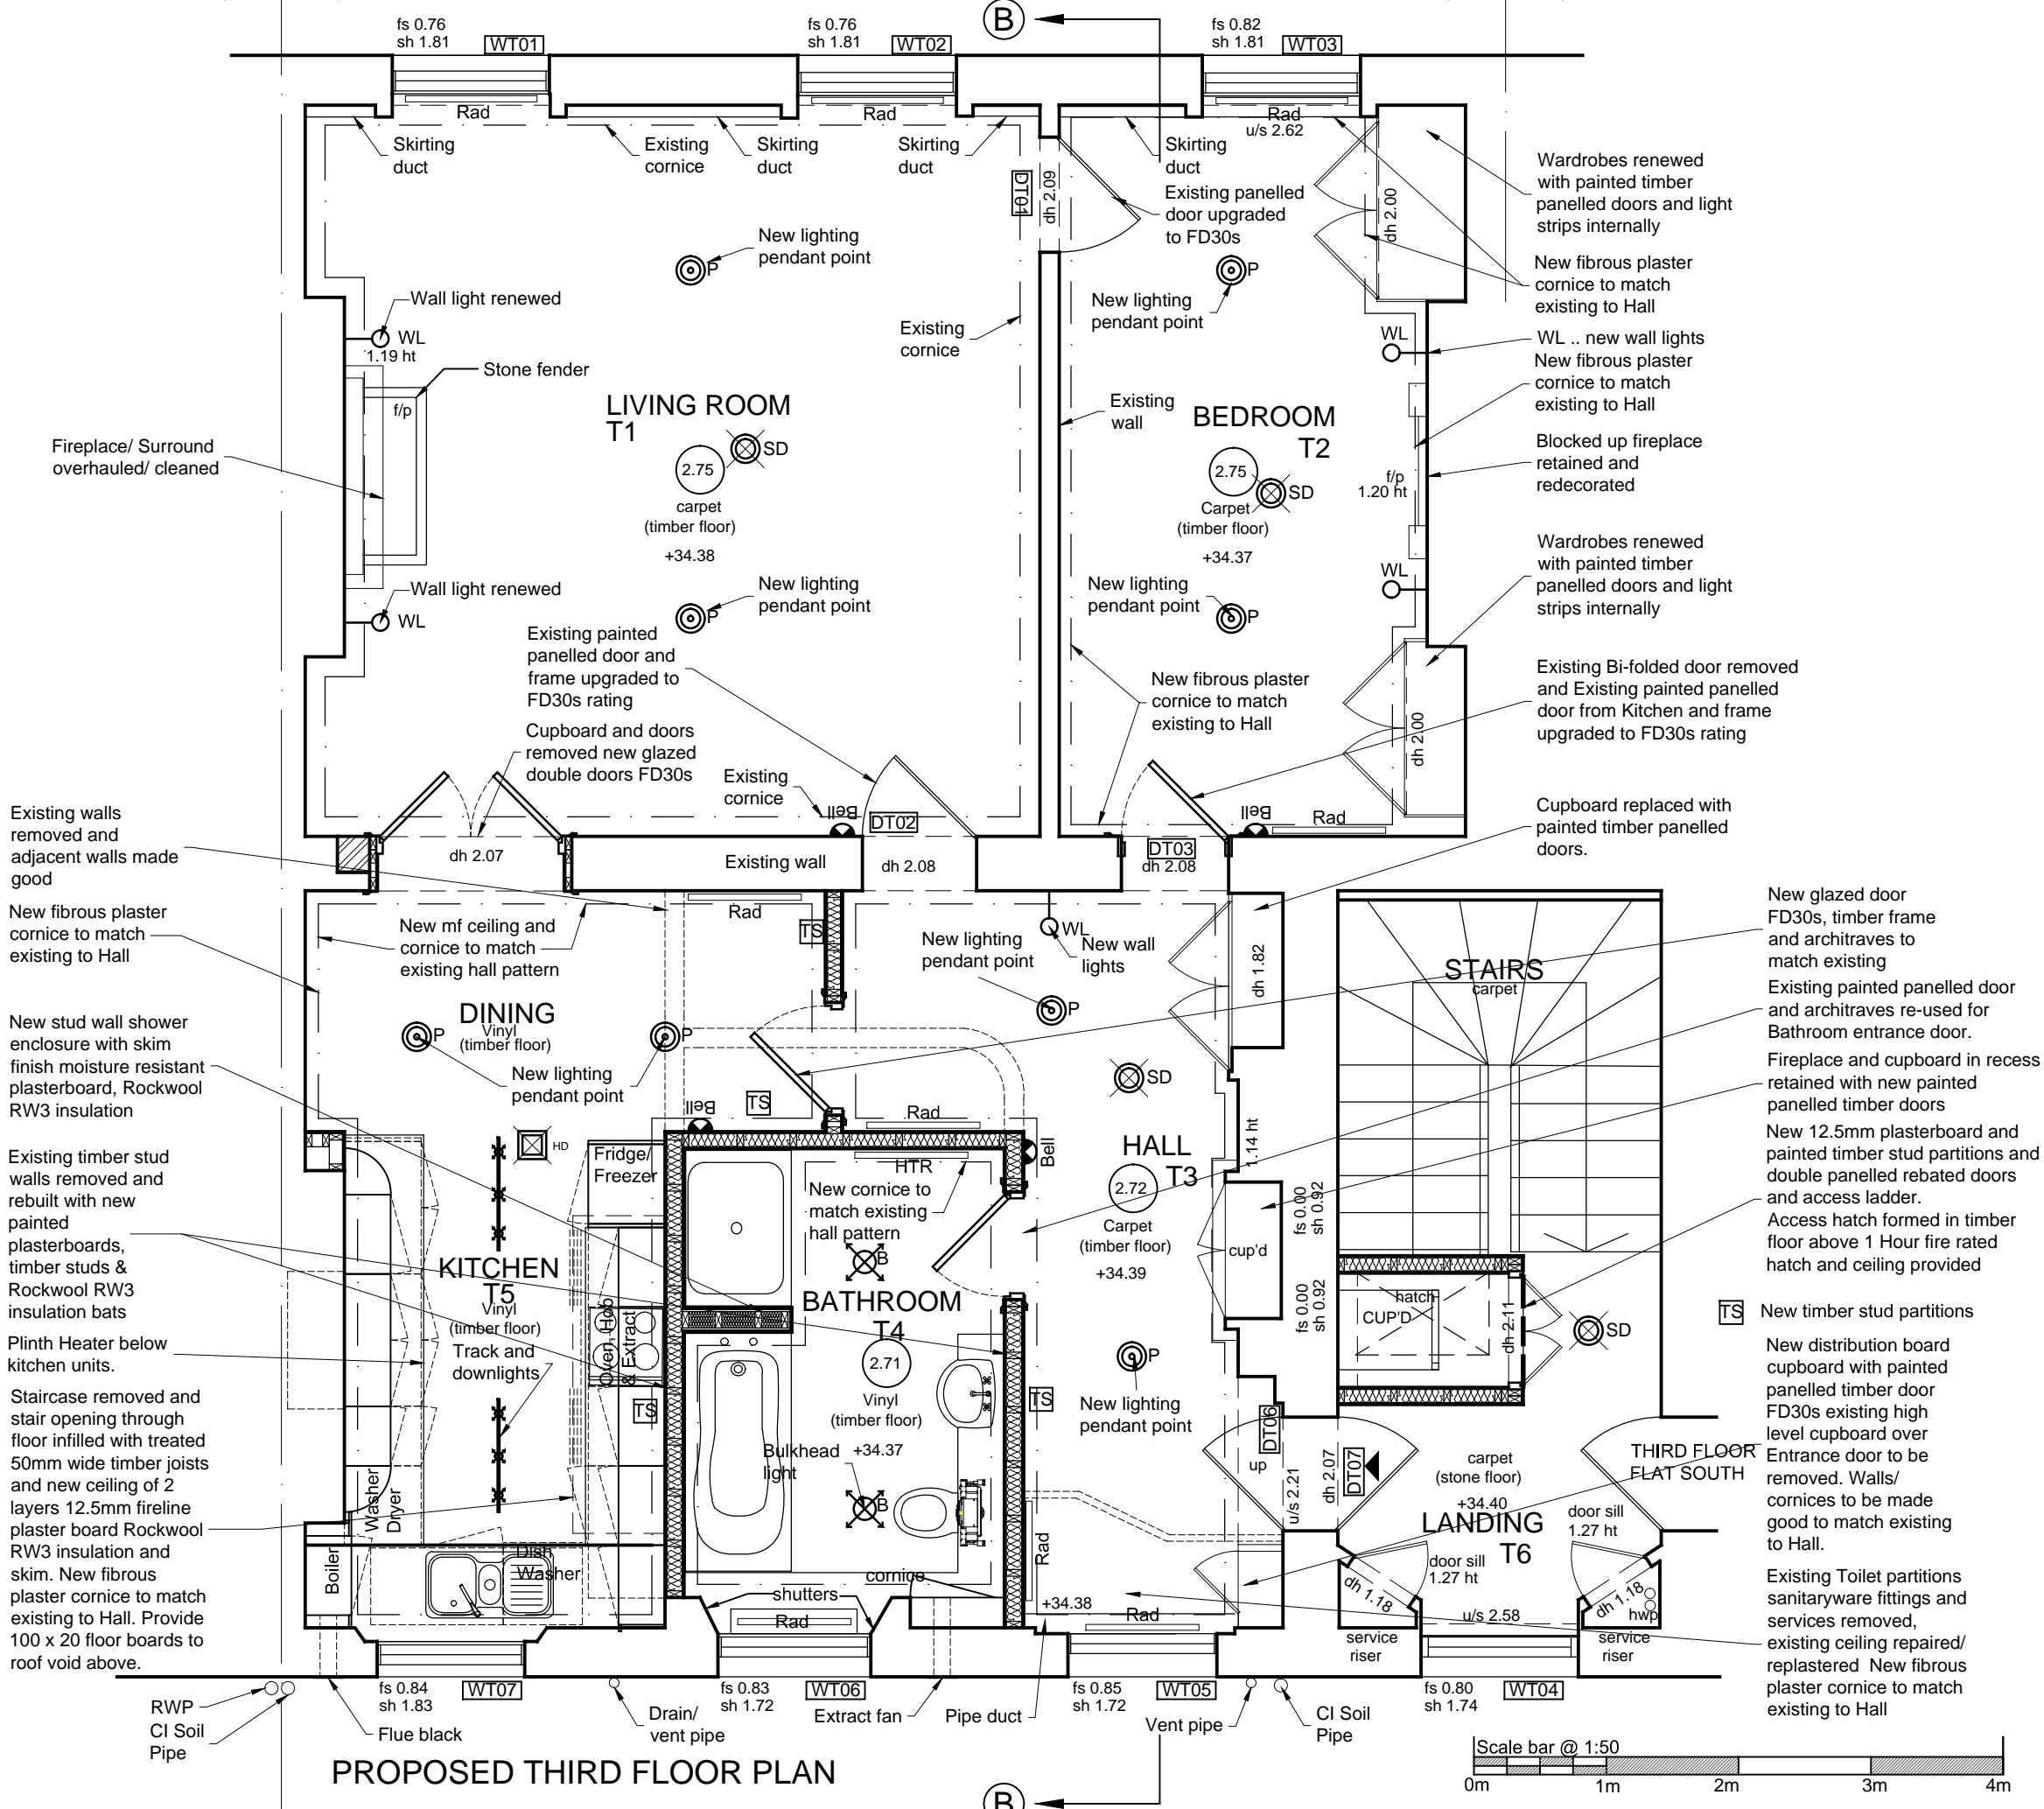 fs 0.76
sh 1.81
WT01
fs 0.76
sh 1.81
WT02
B
fs 0.82
sh 1.81
WT03
Rad
Rad
Rad
u/s 2.62
Skirting
duct
Existing
cornice
Skirting
duct
Skirting
duct
Skirting
duct
DT01
dh 2.09
Existing panelled
door upgraded
to FD30s
dh 2.00
Wardrobes renewed
with painted timber
panelled doors and light
strips internally
New lighting
pendant point
P
P
New lighting
pendant point
New fibrous plaster
cornice to match
existing to Hall
Wall light renewed
WL
1.19 ht
Existing
cornice
WL
WL .. new wall lights
New fibrous plaster
cornice to match
existing to Hall
Stone fender
f/p
LIVING ROOM
T1
SD
2.75
carpet
(timber floor)
+34.38
Existing
wall
BEDROOM
T2
2.75
SD
Carpet
(timber floor)
+34.37
f/p
1.20 ht
Blocked up fireplace
retained and
redecorated
Fireplace/ Surround
overhauled/ cleaned
Wardrobes renewed
with painted timber
panelled doors and light
strips internally
Wall light renewed
WL
New lighting
pendant point
P
New lighting
pendant point
P
WL
Existing painted
panelled door and
frame upgraded to
FD30s rating
Cupboard and doors
removed new glazed
double doors FD30s
New fibrous plaster
cornice to match
existing to Hall
dh 2.00
Existing Bi-folded door removed
and Existing painted panelled
door from Kitchen and frame
upgraded to FD30s rating
Existing
cornice
Bell
DT02
Bell
Rad
Cupboard replaced with
painted timber panelled
doors.
Existing walls
removed and
adjacent walls made
good
dh 2.07
Existing wall
dh 2.08
DT03
dh 2.08
New fibrous plaster
cornice to match
existing to Hall
New mf ceiling and
cornice to match
existing hall pattern
Rad
TS
New lighting
pendant point
WL
New wall
lights
P
dh 1.82
STAIRS
carpet
New glazed door
FD30s, timber frame
and architraves to
match existing
Existing painted panelled door
and architraves re-used for
Bathroom entrance door.
Fireplace and cupboard in recess
retained with new painted
panelled timber doors
New 12.5mm plasterboard and
painted timber stud partitions and
double panelled rebated doors
and access ladder.
Access hatch formed in timber
floor above 1 Hour fire rated
hatch and ceiling provided
DINING
Vinyl
(timber floor)
P
P
New lighting
pendant point
New stud wall shower
enclosure with skim
finish moisture resistant
plasterboard, Rockwool
RW3 insulation
Bell
TS
Rad
SD
Bell
HALL
T3
2.72
Carpet
(timber floor)
+34.39
1.14 ht
cup'd
fs 0.00
sh 0.92
fs 0.00
sh 0.92
Existing timber stud
walls removed and
rebuilt with new
painted
plasterboards,
timber studs &
Rockwool RW3
insulation bats
HD
Fridge/
Freezer
HTR
New cornice to
match existing
hall pattern
B
KITCHEN
T5
Vinyl
(timber floor)
Track and
downlights
Oven, Hob
& Extract
TS
BATHROOM
T4
2.71
Vinyl
(timber floor)
+34.37
Bulkhead
light
B
P
New lighting
pendant point
TS
hatch
CUP'D
dh 2.11
SD
TS
New timber stud partitions
Plinth Heater below
kitchen units.
Staircase removed and
stair opening through
floor infilled with treated
50mm wide timber joists
and new ceiling of 2
layers 12.5mm fireline
plaster board Rockwool
RW3 insulation and
skim. New fibrous
plaster cornice to match
existing to Hall. Provide
100 x 20 floor boards to
roof void above.
New distribution board
cupboard with painted
panelled timber door
FD30s existing high
level cupboard over
Entrance door to be
removed. Walls/
cornices to be made
good to match existing
to Hall.
Washer
Dryer
Boiler
Dish
Washer
DT06
up
u/s 2.21
dh 2.07
DT07
carpet
(stone floor)
+34.40
LANDING
T6
THIRD FLOOR
FLAT SOUTH
door sill
1.27 ht
door sill
1.27 ht
dh 1.18
dh 1.18
hwp
u/s 2.58
service
riser
service
riser
Existing Toilet partitions
sanitaryware fittings and
services removed,
existing ceiling repaired/
replastered New fibrous
plaster cornice to match
existing to Hall
cornice
shutters
Rad
Rad
+34.38
Rad
fs 0.84
sh 1.83
WT07
fs 0.83
sh 1.72
WT06
fs 0.85
sh 1.72
WT05
fs 0.80
sh 1.74
WT04
RWP
CI Soil
Pipe
Flue black
Drain/
vent pipe
Extract fan
Pipe duct
Vent pipe
CI Soil
Pipe
PROPOSED THIRD FLOOR PLAN
B
Scale bar @ 1:50
0m
1m
2m
3m
4m